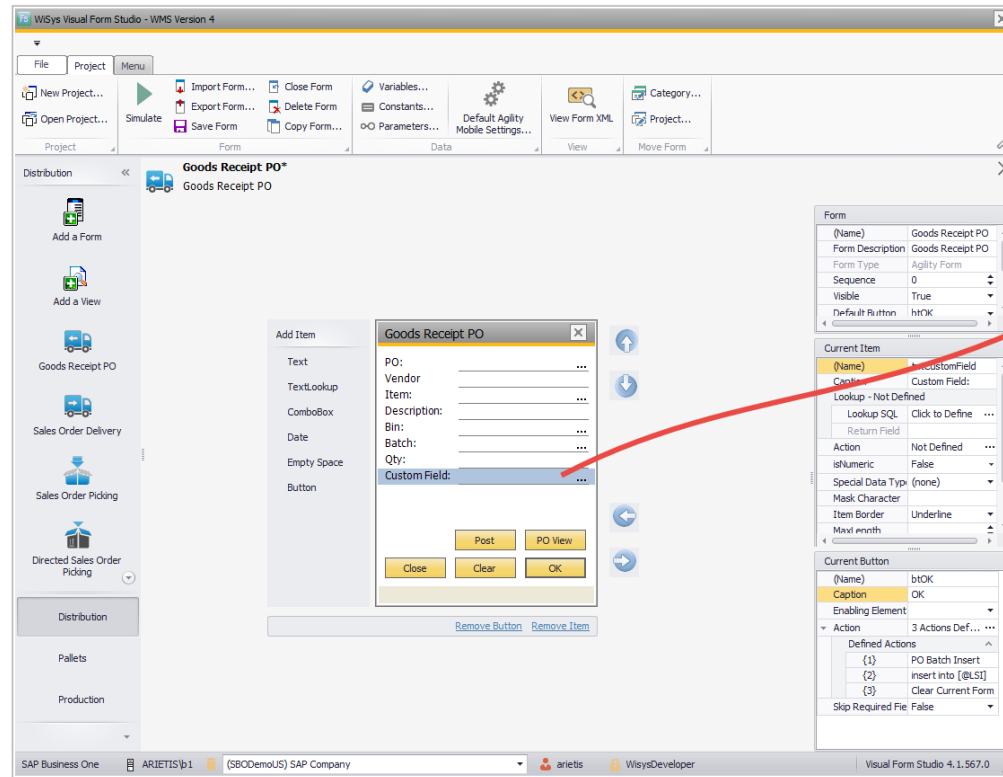 WiSys Visual Form Studio - WMS Version 4
File Project Menu
New Project...
Open Project...
Project
Simulate
Import Form...
Export Form...
Save Form
Close Form
Delete Form
Copy Form...
Form
Variables...
Constants...
Parameters...
Default Agility
Mobile Settings...
Data
View Form XML
View
Category...
Project...
Move Form
Distribution
Add a Form
Add a View
Goods Receipt PO
Sales Order Delivery
Sales Order Picking
Directed Sales Order
Picking
Distribution
Pallets
Production
Goods Receipt PO*
Goods Receipt PO
Add Item
Text
TextLookup
ComboBox
Date
Empty Space
Button
Goods Receipt PO
PO: ...
Vendor
Item: ...
Description:
Bin: ...
Batch: ...
Qty:
Custom Field: ...
Post PO View
Close Clear OK
Remove Button Remove Item
Form
(Name) Goods Receipt PO
Form Description Goods Receipt PO
Form Type Agility Form
Sequence 0
Visible True
Default Button btOK
Current Item
(Name) txtCustomField
Caption Custom Field:
Lookup - Not Defined
Lookup SQL Click to Define ...
Return Field
Action Not Defined ...
isNumeric False
Special Data Type (none)
Mask Character
Item Border Underline
MaxLength
Current Button
(Name) btOK
Caption OK
Enabling Element
Action 3 Actions Def... ...
Defined Actions
{1} PO Batch Insert
{2} insert into [@LSI]
{3} Clear Current Form
Skip Required Fie False
SAP Business One ARIETIS\b1 (SBODemoUS) SAP Company arietis WisysDeveloper Visual Form Studio 4.1.567.0